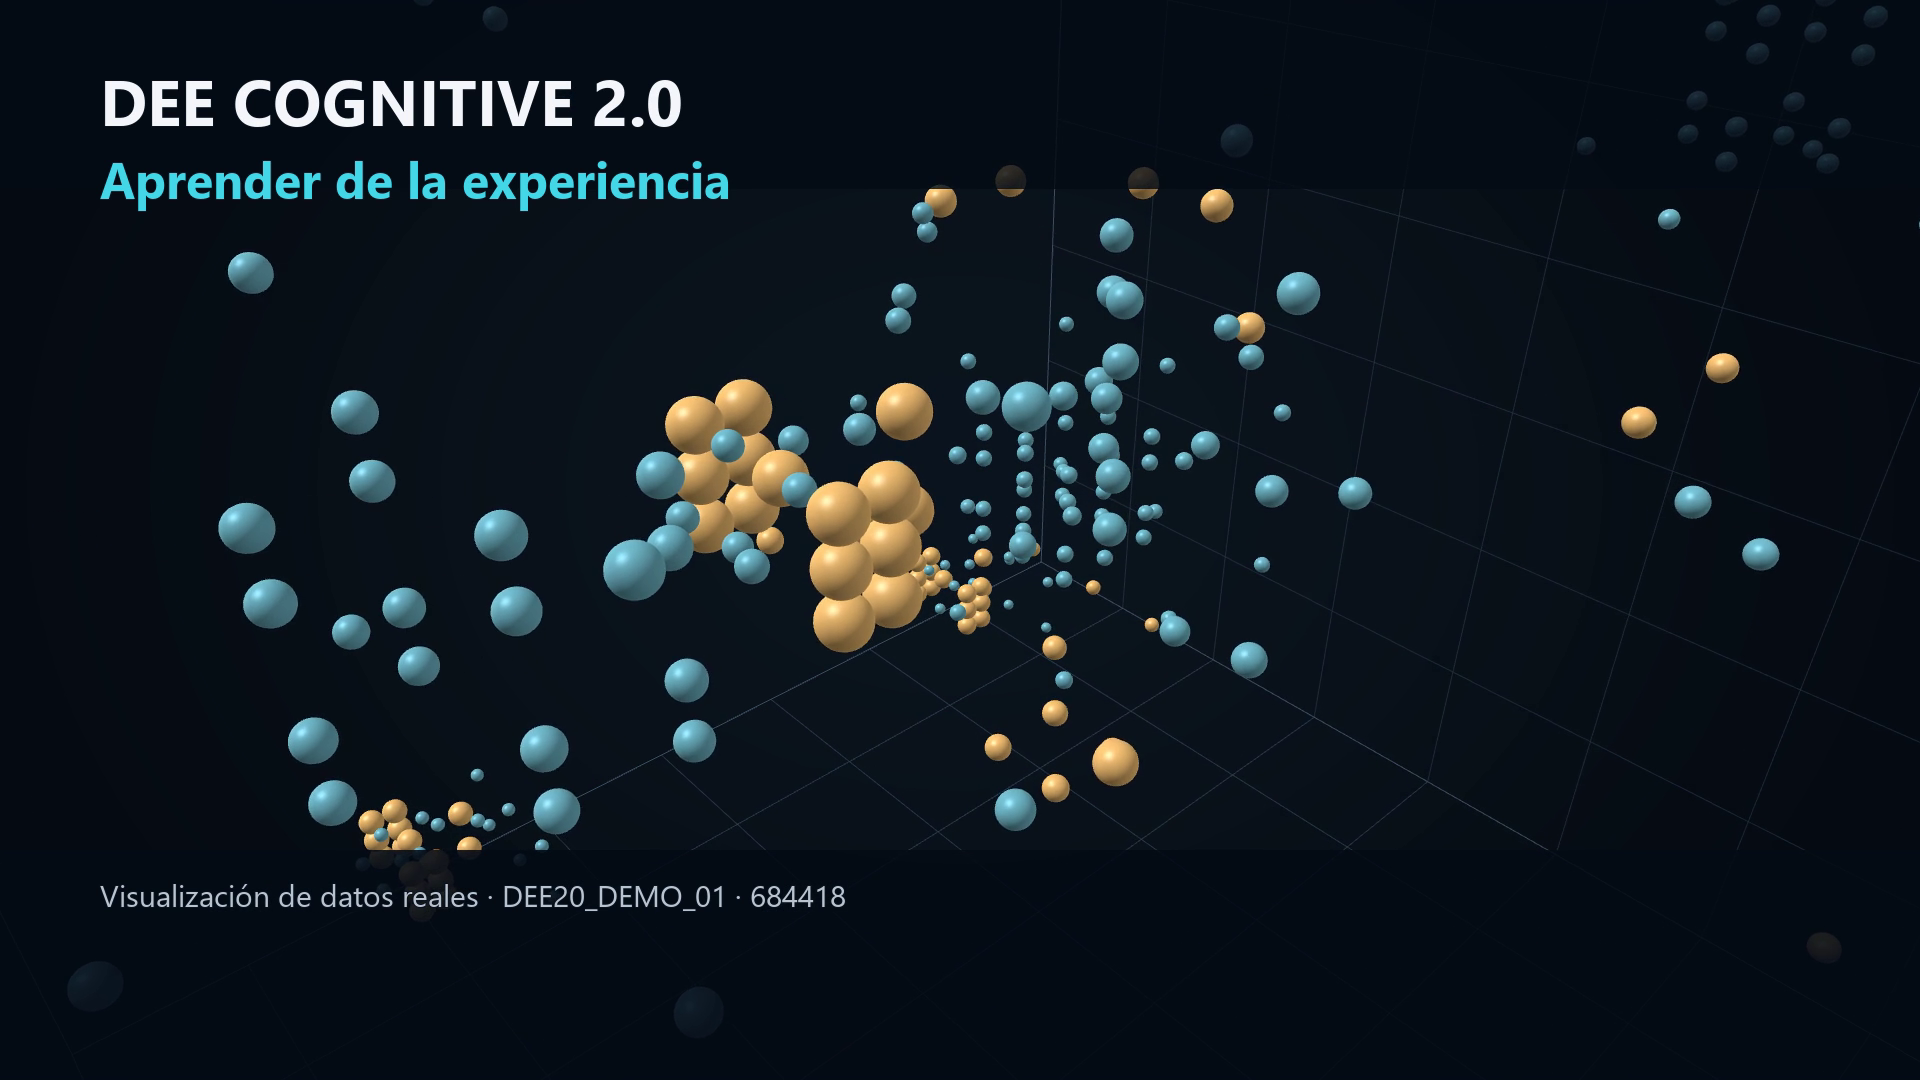 DEE COGNITIVE 2.0
Aprender de la experiencia
Visualización de datos reales · DEE20_DEMO_01 · 684418